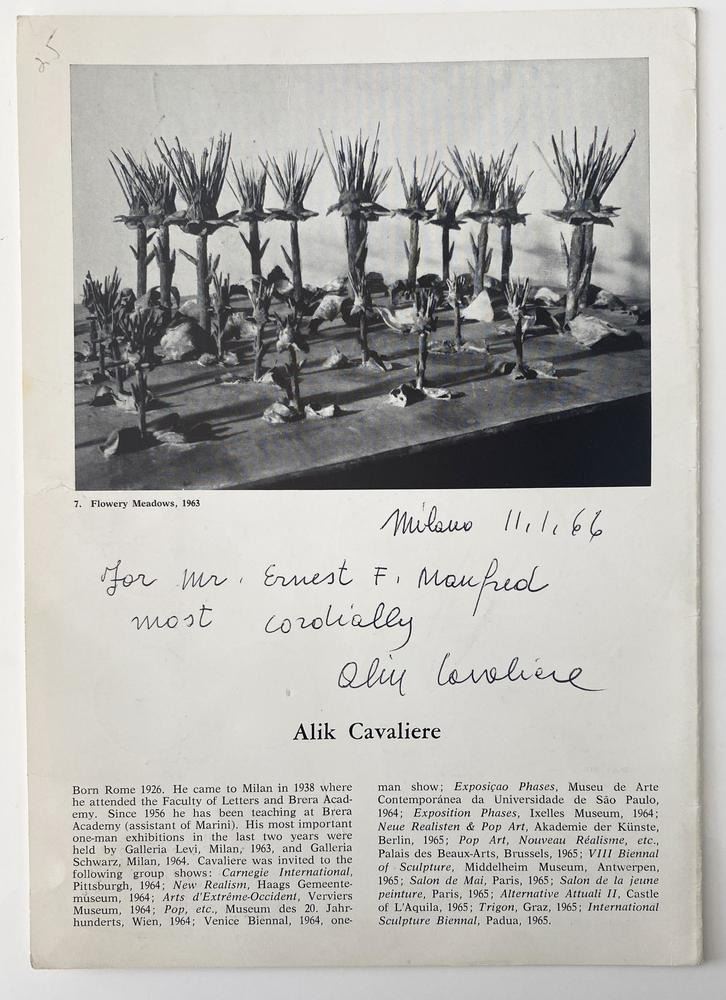 25
7. Flowery Meadows, 1963
Milano 11.1.66
For Mr. Ernest F. Manfred
most cordially
Alik Cavaliere
Alik Cavaliere
Born Rome 1926. He came to Milan in 1938 where
he attended the Faculty of Letters and Brera Acad-
emy. Since 1956 he has been teaching at Brera
Academy (assistant of Marini). His most important
one-man exhibitions in the last two years were
held by Galleria Levi, Milan, 1963, and Galleria
Schwarz, Milan, 1964. Cavaliere was invited to the
following group shows: Carnegie International,
Pittsburgh, 1964; New Realism, Haags Gemeente-
museum, 1964; Arts d'Extrême-Occident, Verviers
Museum, 1964; Pop, etc., Museum des 20. Jahr-
hunderts, Wien, 1964; Venice Biennal, 1964, one-
man show; Exposiçao Phases, Museu de Arte
Contemporánea da Universidade de São Paulo,
1964; Exposition Phases, Ixelles Museum, 1964;
Neue Realisten & Pop Art, Akademie der Künste,
Berlin, 1965; Pop Art, Nouveau Réalisme, etc.,
Palais des Beaux-Arts, Brussels, 1965; VIII Biennal
of Sculpture, Middelheim Museum, Antwerpen,
1965; Salon de Mai, Paris, 1965; Salon de la jeune
peinture, Paris, 1965; Alternative Attuali II, Castle
of L'Aquila, 1965; Trigon, Graz, 1965; International
Sculpture Biennal, Padua, 1965.